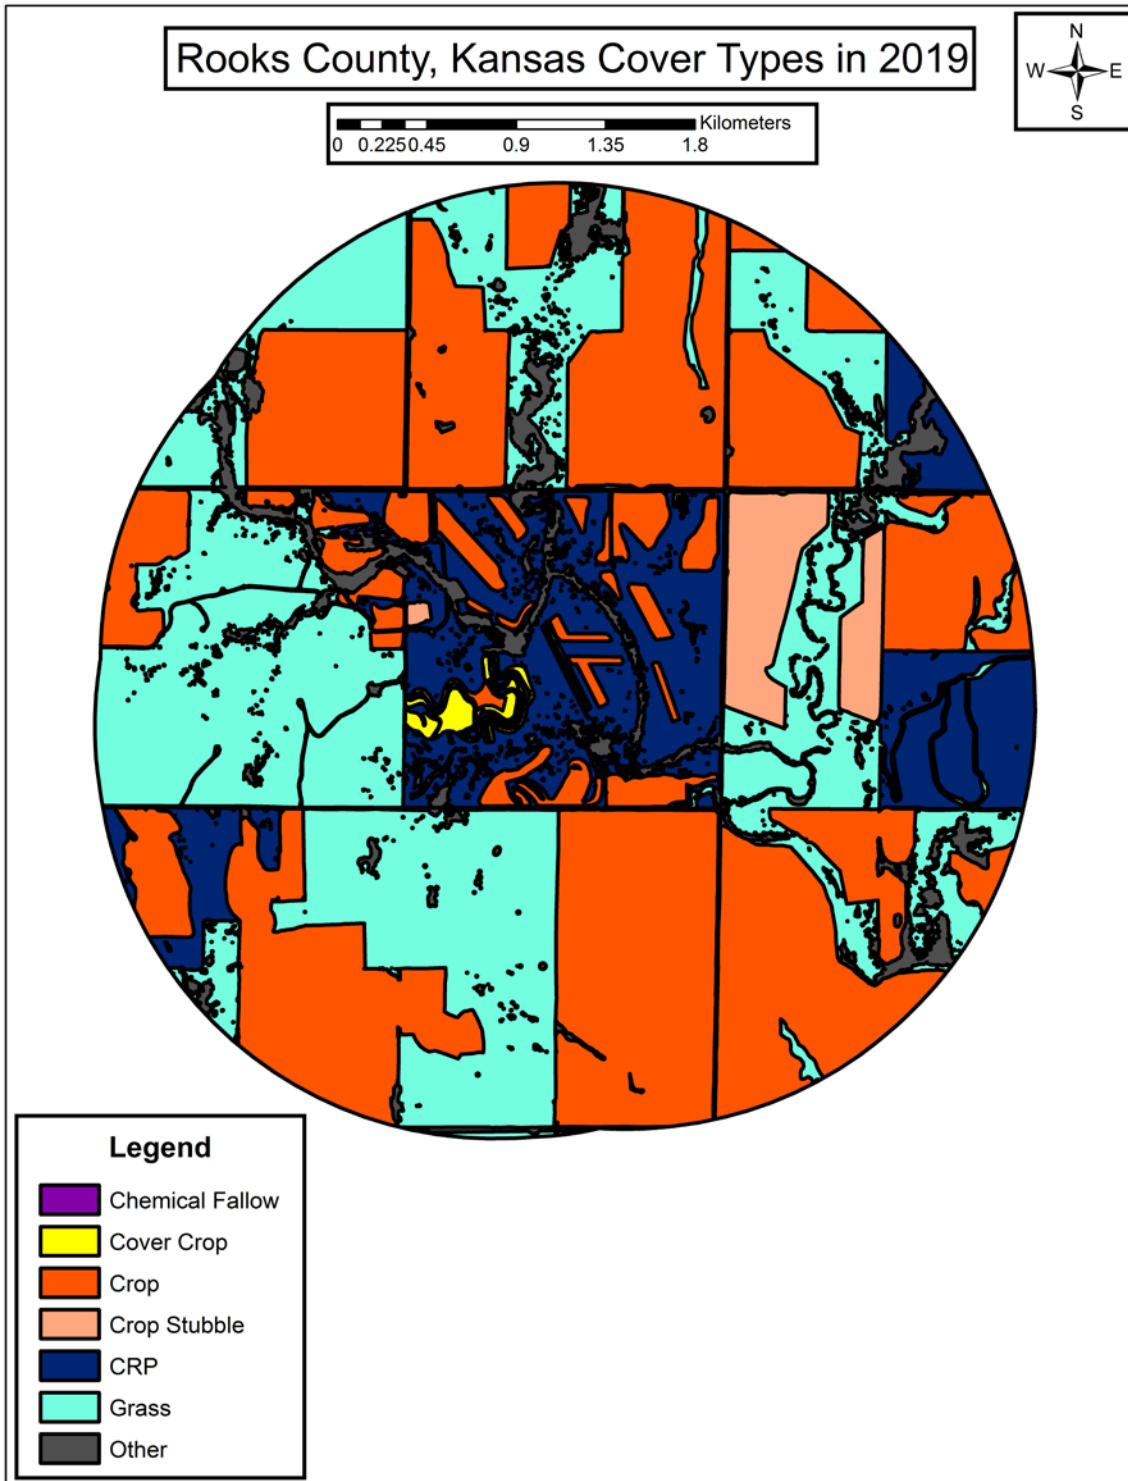 Rooks County, Kansas Cover Types in 2019
N
W E
S
Kilometers
0 0.225 0.45 0.9 1.35 1.8
Legend
Chemical Fallow
Cover Crop
Crop
Crop Stubble
CRP
Grass
Other